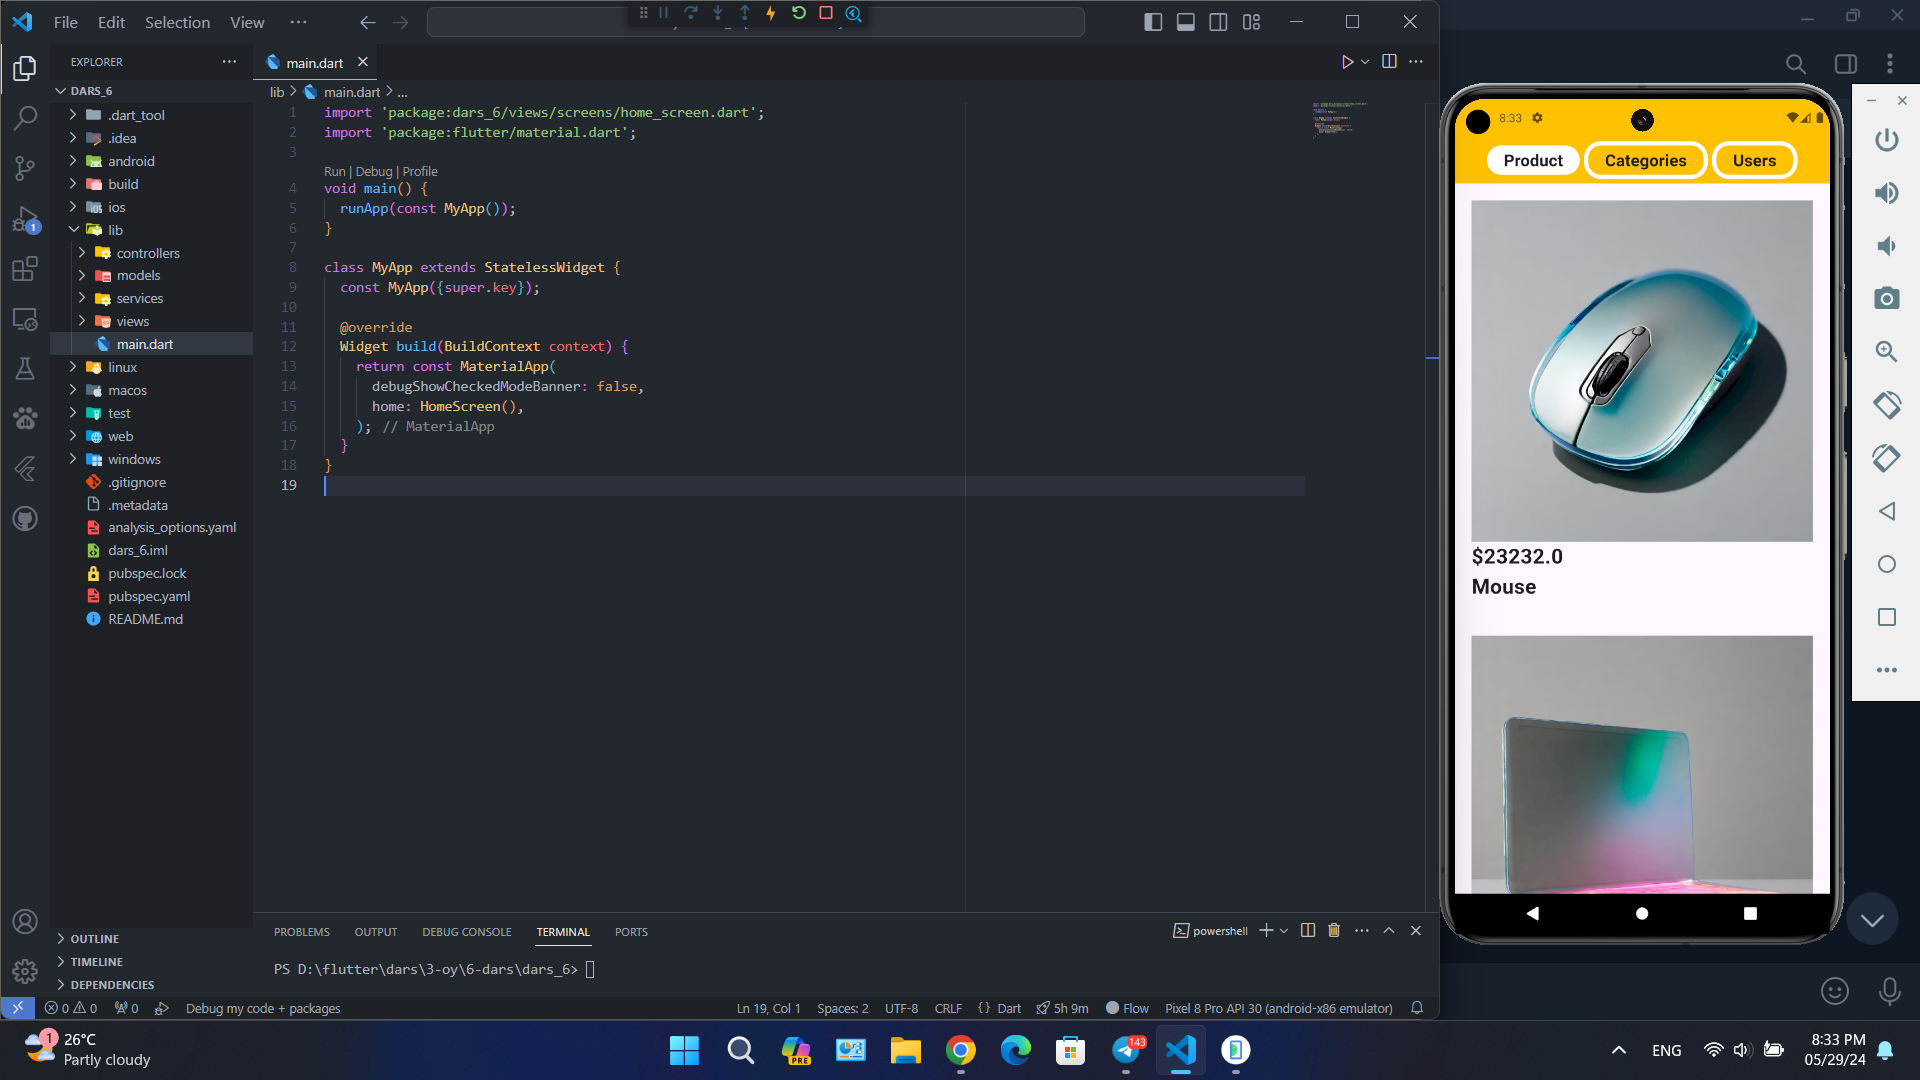 File Edit Selection View ...
EXPLORER
main.dart
DARS_6
.dart_tool
.idea
android
build
ios
lib
controllers
models
services
views
main.dart
linux
macos
test
web
windows
.gitignore
.metadata
analysis_options.yaml
dars_6.iml
pubspec.lock
pubspec.yaml
README.md
OUTLINE
TIMELINE
DEPENDENCIES
lib > main.dart > ...
1 import 'package:dars_6/views/screens/home_screen.dart';
2 import 'package:flutter/material.dart';
3
Run | Debug | Profile
4 void main() {
5 runApp(const MyApp());
6 }
7
8 class MyApp extends StatelessWidget {
9 const MyApp({super.key});
10
11 @override
12 Widget build(BuildContext context) {
13 return const MaterialApp(
14 debugShowCheckedModeBanner: false,
15 home: HomeScreen(),
16 ); // MaterialApp
17 }
18 }
19
PROBLEMS OUTPUT DEBUG CONSOLE TERMINAL PORTS
powershell
PS D:\flutter\dars\3-oy\6-dars\dars_6>
0 0 0 Debug my code + packages
Ln 19, Col 1 Spaces: 2 UTF-8 CRLF {} Dart 5h 9m Flow Pixel 8 Pro API 30 (android-x86 emulator)
1
8:33
Product Categories Users
$23232.0
Mouse
1
26°C
Partly cloudy
PRE
143
ENG
8:33 PM
05/29/24